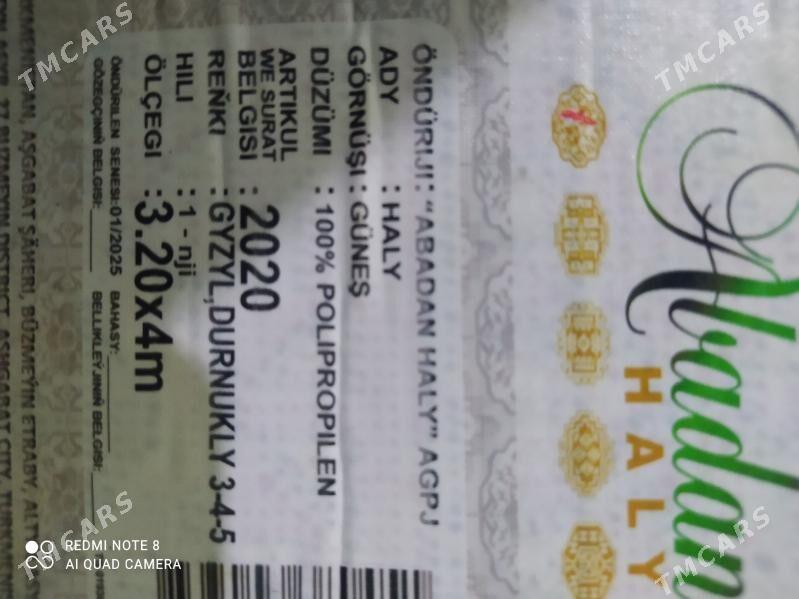 Abadan
HALY
ÖNDÜRIJI: "ABADAN HALY" AGPJ
ADY : HALY
GÖRNÜŞI : GÜNEŞ
DÜZÜMI : 100% POLIPROPILEN
ARTIKUL
WE SURAT
BELGISI : 2020
REŇKI : GYZYL,DURNUKLY 3-4-5
HILI : 1 - nji
ÖLÇEGI : 3.20x4m
ÖNDÜRILEN SENESI: 01/2025 BAHASY:
GÖZEGÇINIŇ BELGISI: BELLIKLEÝJINIŇ BELGISI:
AŞGABAT ŞÄHERI, BÜZMEÝIN ETRABY,
BUZMEYIN DISTRICT, ASHGABAT CITY,
REDMI NOTE 8
AI QUAD CAMERA
TMCARS
TMCARS
TMCARS
TMCARS
TMCARS
TMCARS